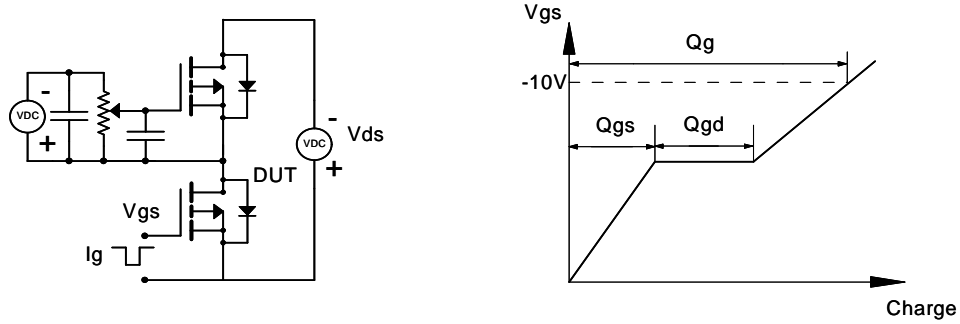 -
VDC
+
-
VDC
+
Vds
DUT
Vgs
Ig
Vgs
Qg
-10V
Qgs
Qgd
Charge